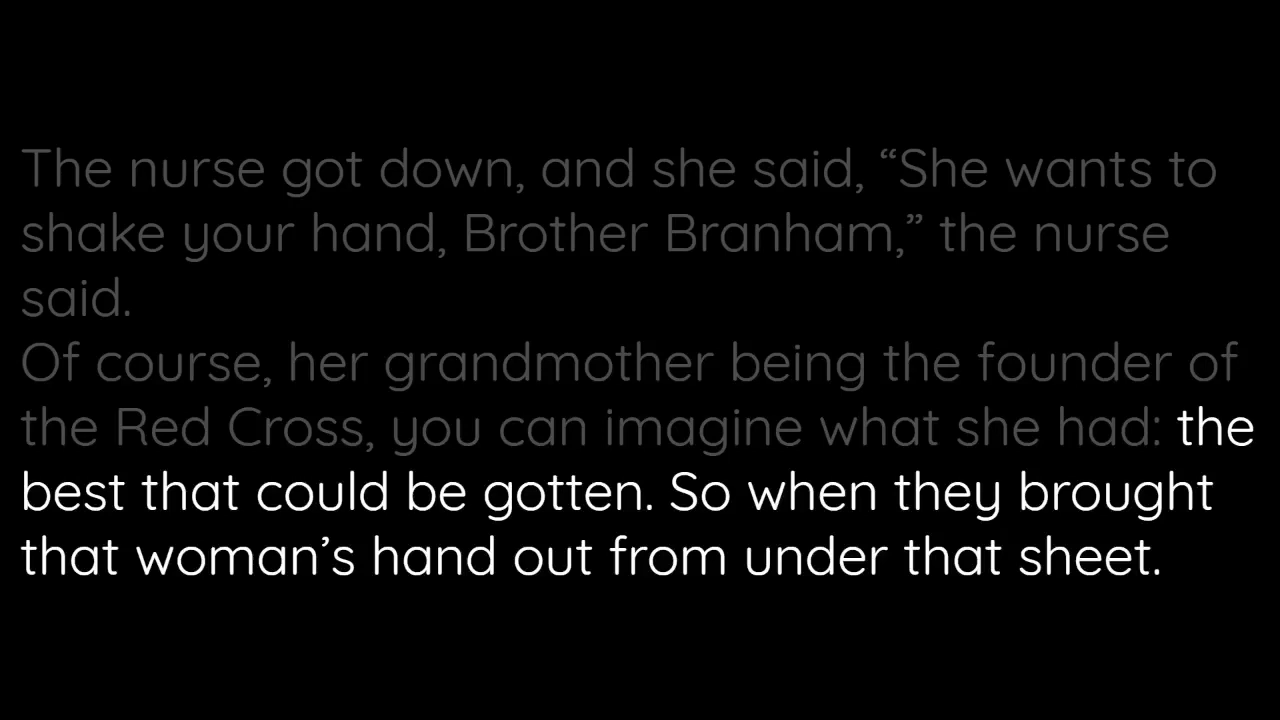 The nurse got down, and she said, “She wants to
shake your hand, Brother Branham,” the nurse
said.
Of course, her grandmother being the founder of
the Red Cross, you can imagine what she had: the
best that could be gotten. So when they brought
that woman’s hand out from under that sheet.